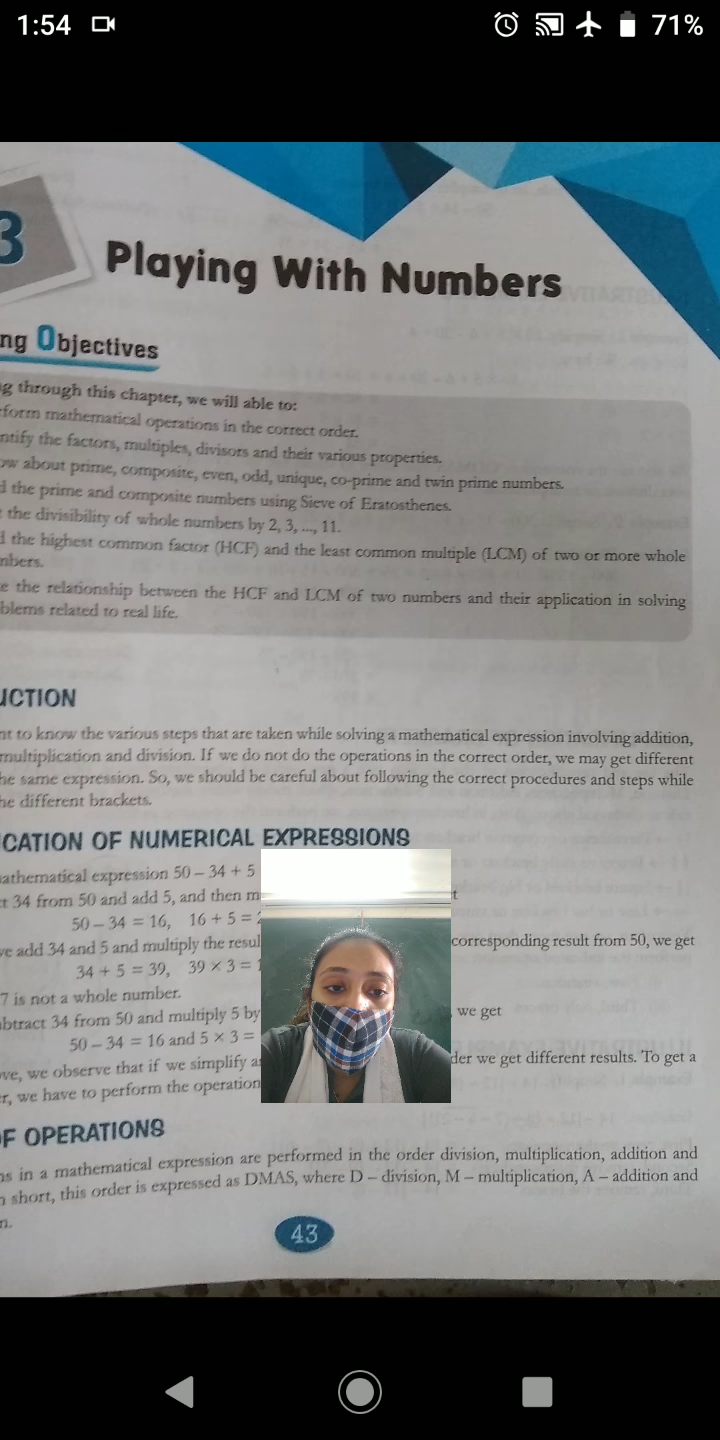 1:54
71%
3
Playing With Numbers
ng Objectives
g through this chapter, we will able to:
form mathematical operations in the correct order.
ntify the factors, multiples, divisors and their various properties.
ow about prime, composite, even, odd, unique, co-prime and twin prime numbers.
d the prime and composite numbers using Sieve of Eratosthenes.
t the divisibility of whole numbers by 2, 3, ..., 11.
d the highest common factor (HCF) and the least common multiple (LCM) of two or more whole
nbers.
e the relationship between the HCF and LCM of two numbers and their application in solving
blems related to real life.
UCTION
nt to know the various steps that are taken while solving a mathematical expression involving addition,
multiplication and division. If we do not do the operations in the correct order, we may get different
he same expression. So, we should be careful about following the correct procedures and steps while
he different brackets.
CATION OF NUMERICAL EXPRESSIONS
athematical expression 50 – 34 + 5
ct 34 from 50 and add 5, and then m t
50 – 34 = 16, 16 + 5 =
ve add 34 and 5 and multiply the resul corresponding result from 50, we get
34 + 5 = 39, 39 × 3 = 1
7 is not a whole number.
ubtract 34 from 50 and multiply 5 by , we get
50 – 34 = 16 and 5 × 3 =
ove, we observe that if we simplify a der we get different results. To get a
er, we have to perform the operation
F OPERATIONS
ns in a mathematical expression are performed in the order division, multiplication, addition and
n short, this order is expressed as DMAS, where D – division, M – multiplication, A – addition and
n.
43